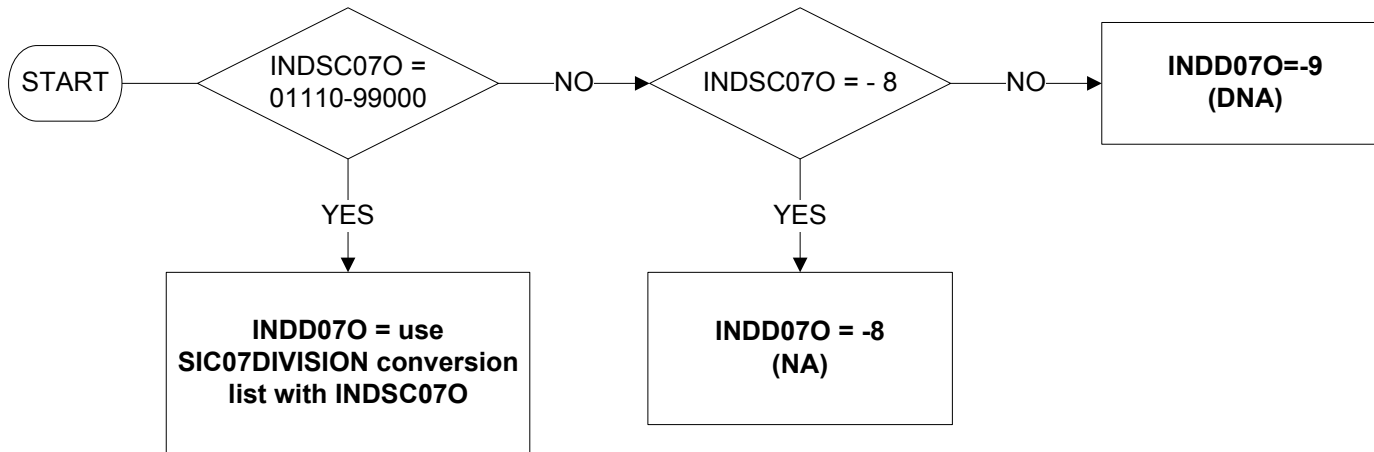 START
INDSC07O =
01110-99000
NO
INDSC07O = - 8
NO
INDD07O=-9
(DNA)
YES
YES
INDD07O = use
SIC07DIVISION conversion
list with INDSC07O
INDD07O = -8
(NA)